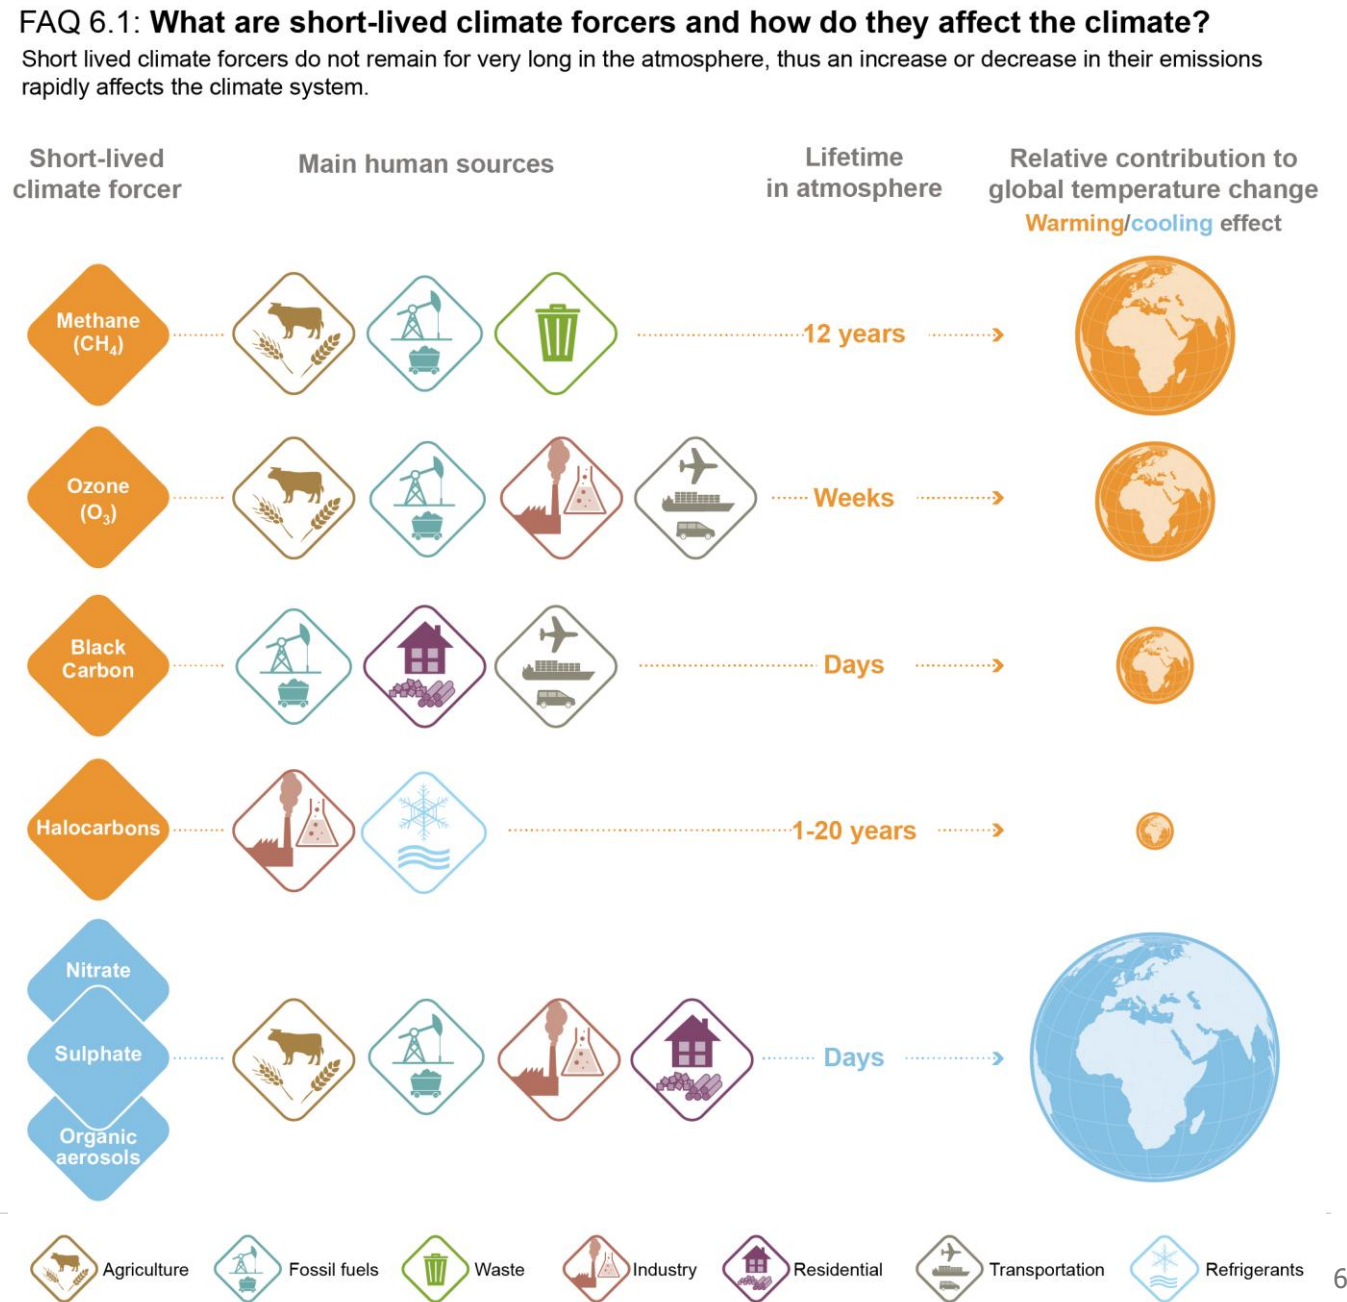 FAQ 6.1: What are short-lived climate forcers and how do they affect the climate?
Short lived climate forcers do not remain for very long in the atmosphere, thus an increase or decrease in their emissions
rapidly affects the climate system.
Short-lived
climate forcer
Main human sources
Lifetime
in atmosphere
Relative contribution to
global temperature change
Warming/cooling effect
Methane
(CH₄)
12 years
Ozone
(O₃)
Weeks
Black
Carbon
Days
Halocarbons
1-20 years
Nitrate
Sulphate
Organic
aerosols
Days
Agriculture
Fossil fuels
Waste
Industry
Residential
Transportation
Refrigerants
6